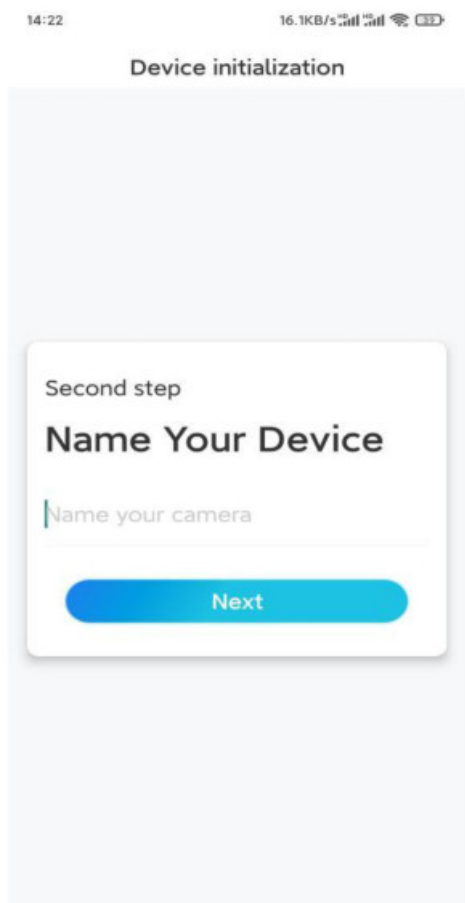 14:22
16.1KB/s
Device initialization
Second step
Name Your Device
Name your camera
Next